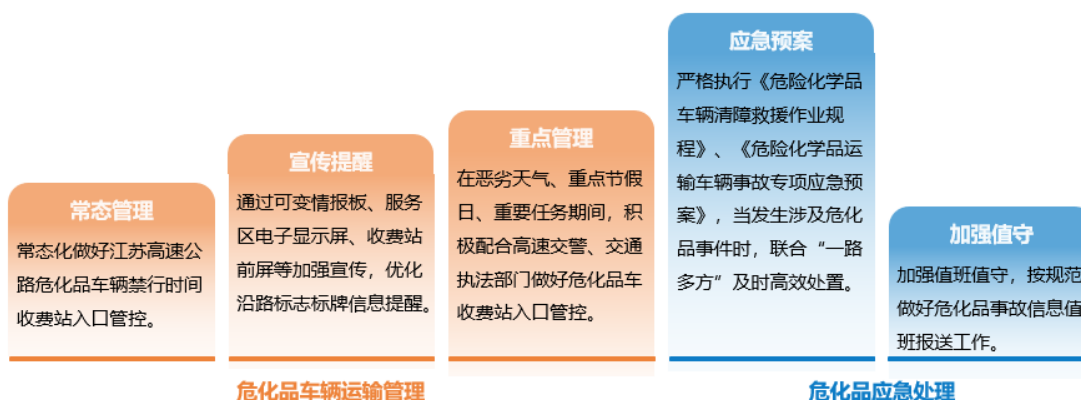 常态管理
常态化做好江苏高速公
路危化品车辆禁行时间
收费站入口管控。
宣传提醒
通过可变情报板、服务
区电子显示屏、收费站
前屏等加强宣传，优化
沿路标志标牌信息提醒。
重点管理
在恶劣天气、重点节假
日、重要任务期间，积
极配合高速交警、交通
执法部门做好危化品车
收费站入口管控。
应急预案
严格执行《危险化学品
车辆清障救援作业规
程》、《危险化学品运
输车辆事故专项应急预
案》，当发生涉及危化
品事件时，联合“一路
多方”及时高效处置。
加强值守
加强值班值守，按规范
做好危化品事故信息值
班报送工作。
危化品车辆运输管理
危化品应急处理